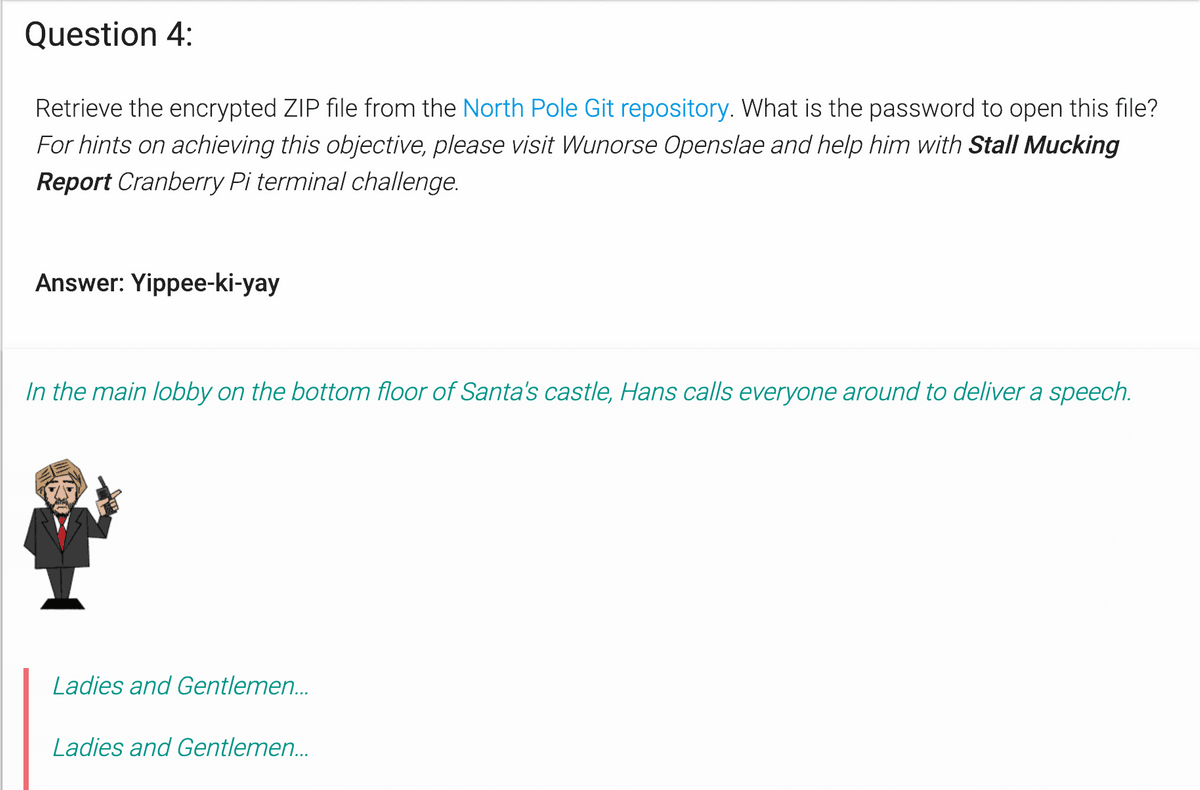 Question 4:
Retrieve the encrypted ZIP file from the North Pole Git repository. What is the password to open this file?
For hints on achieving this objective, please visit Wunorse Openslae and help him with Stall Mucking
Report Cranberry Pi terminal challenge.
Answer: Yippee-ki-yay
In the main lobby on the bottom floor of Santa's castle, Hans calls everyone around to deliver a speech.
Ladies and Gentlemen...
Ladies and Gentlemen...